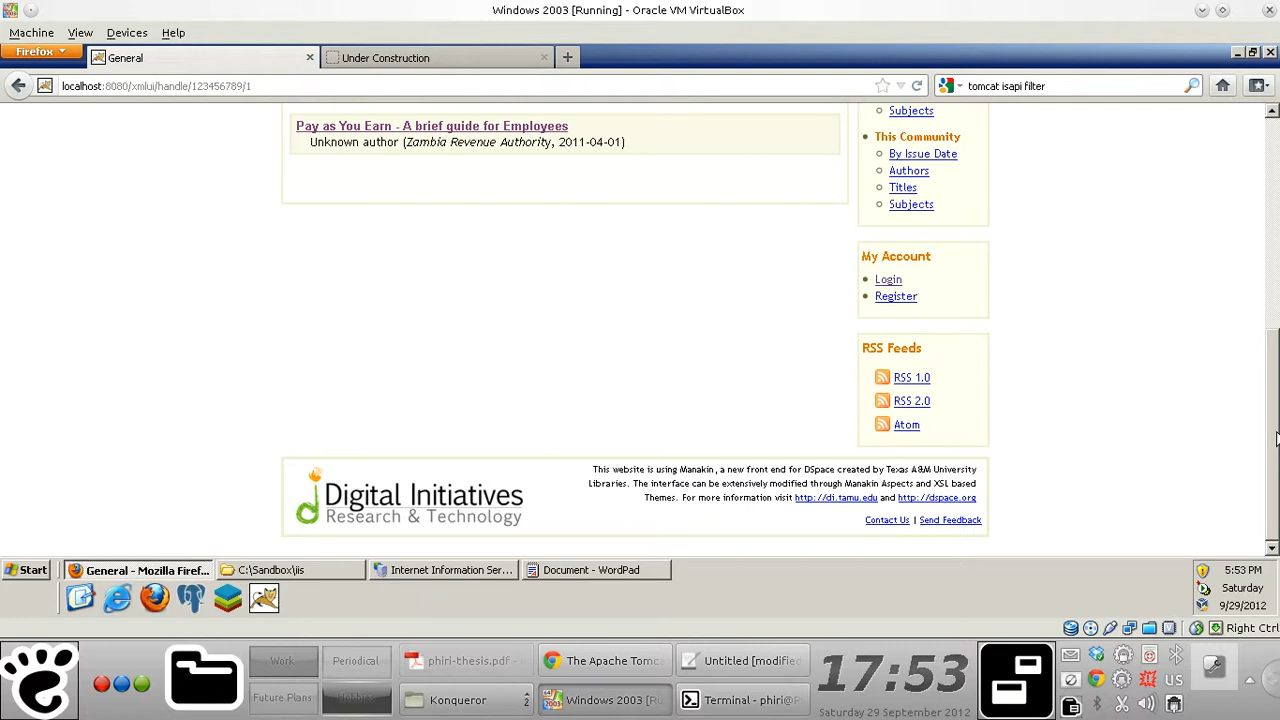 Windows 2003 [Running] - Oracle VM VirtualBox
Machine View Devices Help
Firefox
General
Under Construction
localhost:8080/xmlui/handle/123456789/1
tomcat isapi filter
Pay as You Earn - A brief guide for Employees
Unknown author (Zambia Revenue Authority, 2011-04-01)
Subjects
This Community
By Issue Date
Authors
Titles
Subjects
My Account
Login
Register
RSS Feeds
RSS 1.0
RSS 2.0
Atom
Digital Initiatives
Research & Technology
This website is using Manakin, a new front end for DSpace created by Texas A&M University
Libraries. The interface can be extensively modified through Manakin Aspects and XSL based
Themes. For more information visit http://di.tamu.edu and http://dspace.org
Contact Us | Send Feedback
Start
General - Mozilla Firef...
C:\Sandbox\iis
Internet Information Ser...
Document - WordPad
5:53 PM
Saturday
9/29/2012
Right Ctrl
Work
Periodical
Future Plans
Hobbies
phiri-thesis.pdf -
The Apache Tomc
Untitled [modified
Konqueror 2
Windows 2003 [Ru
Terminal - phiri@P
17:53
Saturday 29 September 2012
US